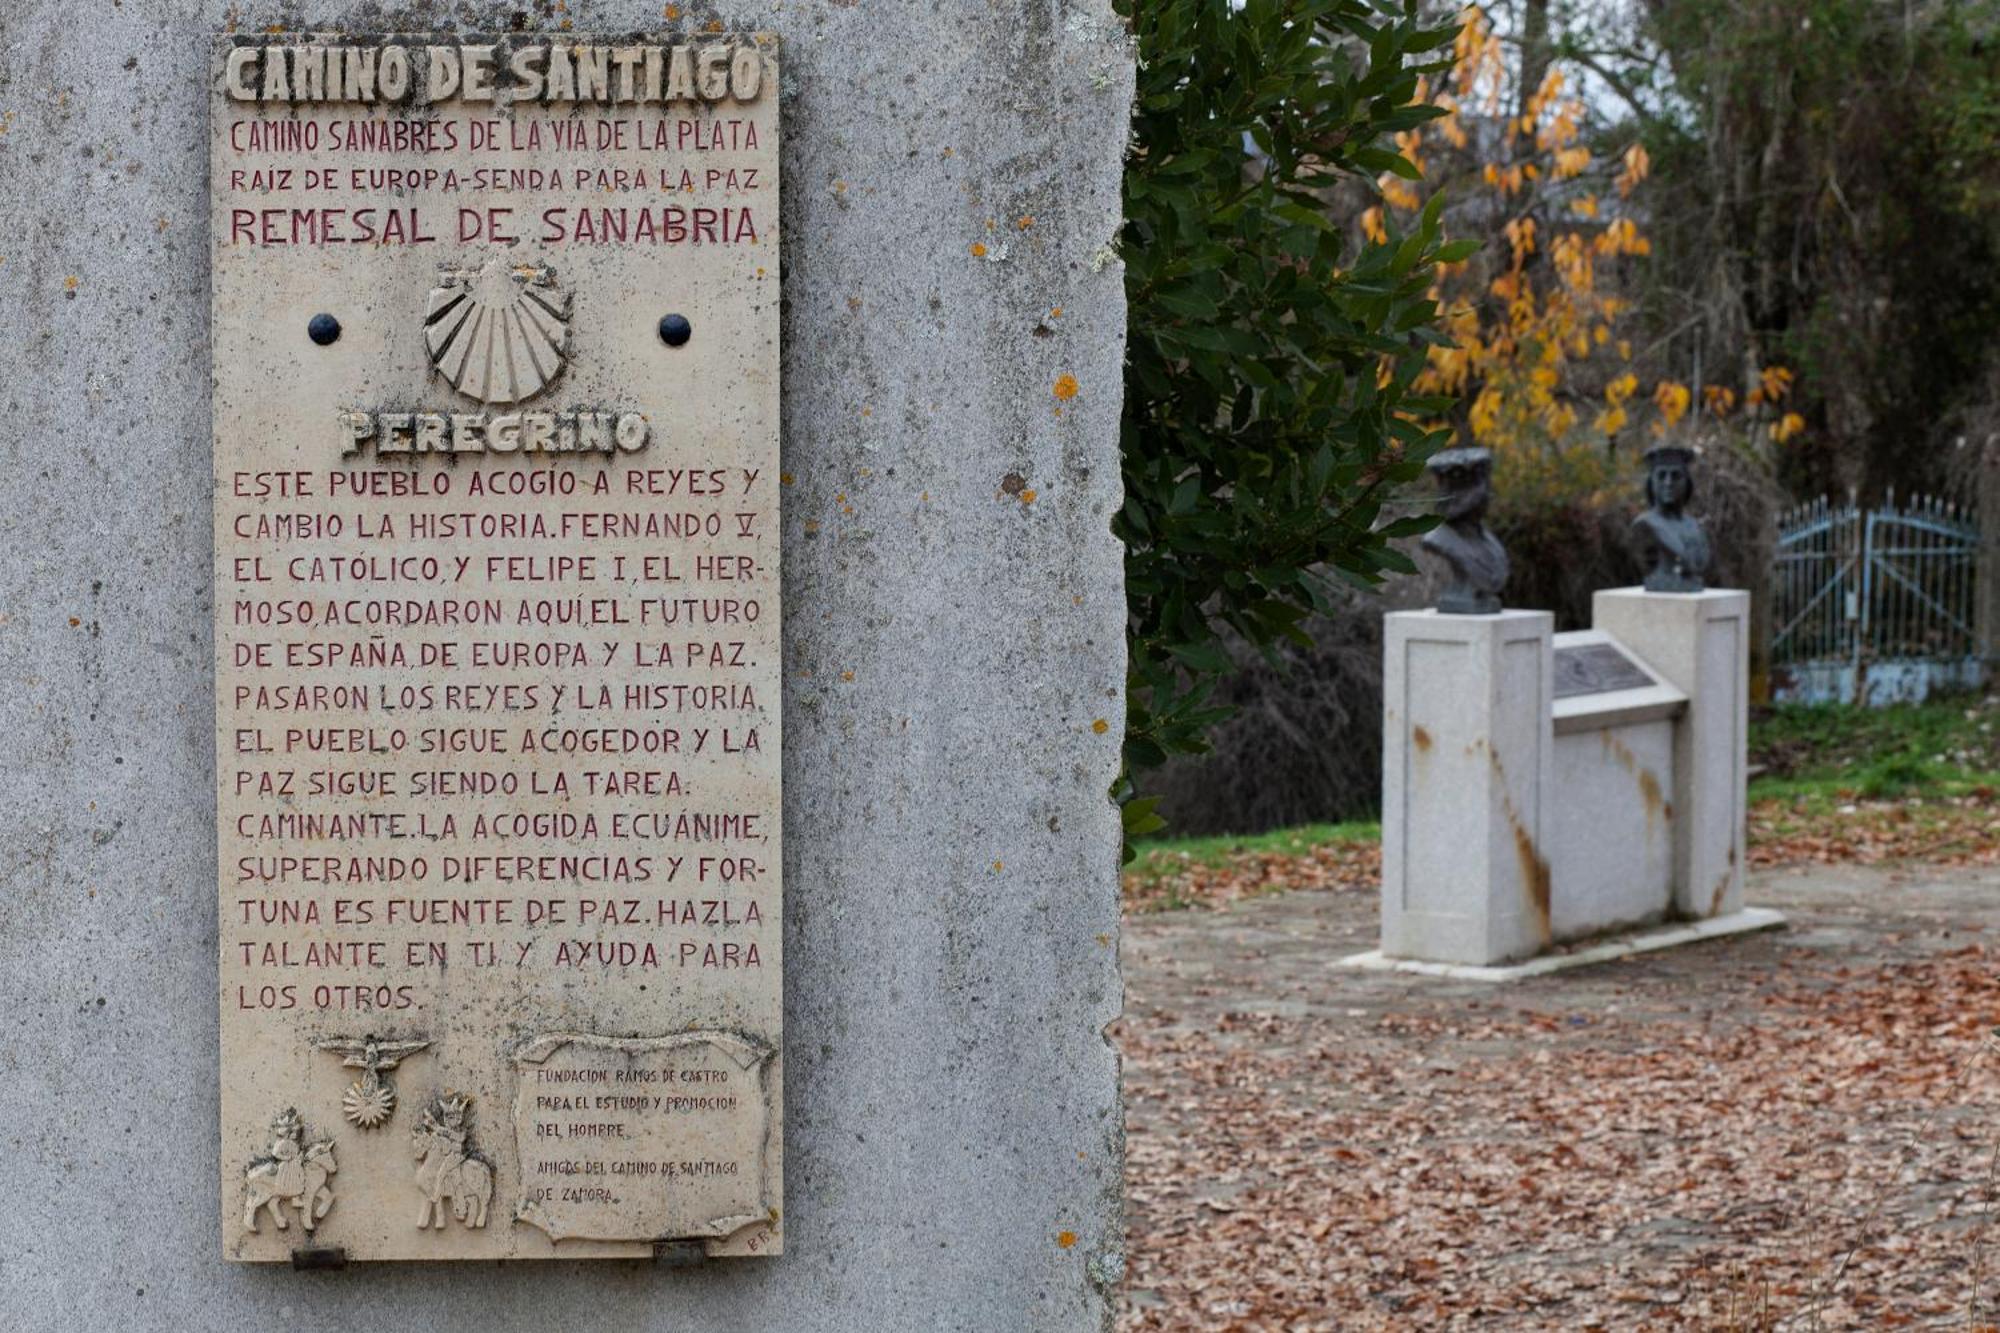 CAMINO DE SANTIAGO
CAMINO SANABRÉS DE LA VÍA DE LA PLATA
RAÍZ DE EUROPA-SENDA PARA LA PAZ
REMESAL DE SANABRIA
PEREGRiNO
ESTE PUEBLO ACOGIO A REYES Y
CAMBIO LA HISTORIA. FERNANDO V,
EL CATÓLICO, Y FELIPE I, EL HER-
MOSO, ACORDARON AQUÍ, EL FUTURO
DE ESPAÑA, DE EUROPA Y LA PAZ.
PASARON LOS REYES Y LA HISTORIA.
EL PUEBLO SIGUE ACOGEDOR Y LA
PAZ SIGUE SIENDO LA TAREA.
CAMINANTE. LA ACOGIDA ECUÁNIME,
SUPERANDO DIFERENCIAS Y FOR-
TUNA ES FUENTE DE PAZ. HAZLA
TALANTE EN TI Y AYUDA PARA
LOS OTROS.
FUNDACION RAMOS DE CASTRO
PARA EL ESTUDIO Y PROMOCION
DEL HOMBRE.
AMIGOS DEL CAMINO DE SANTIAGO
DE ZAMORA.